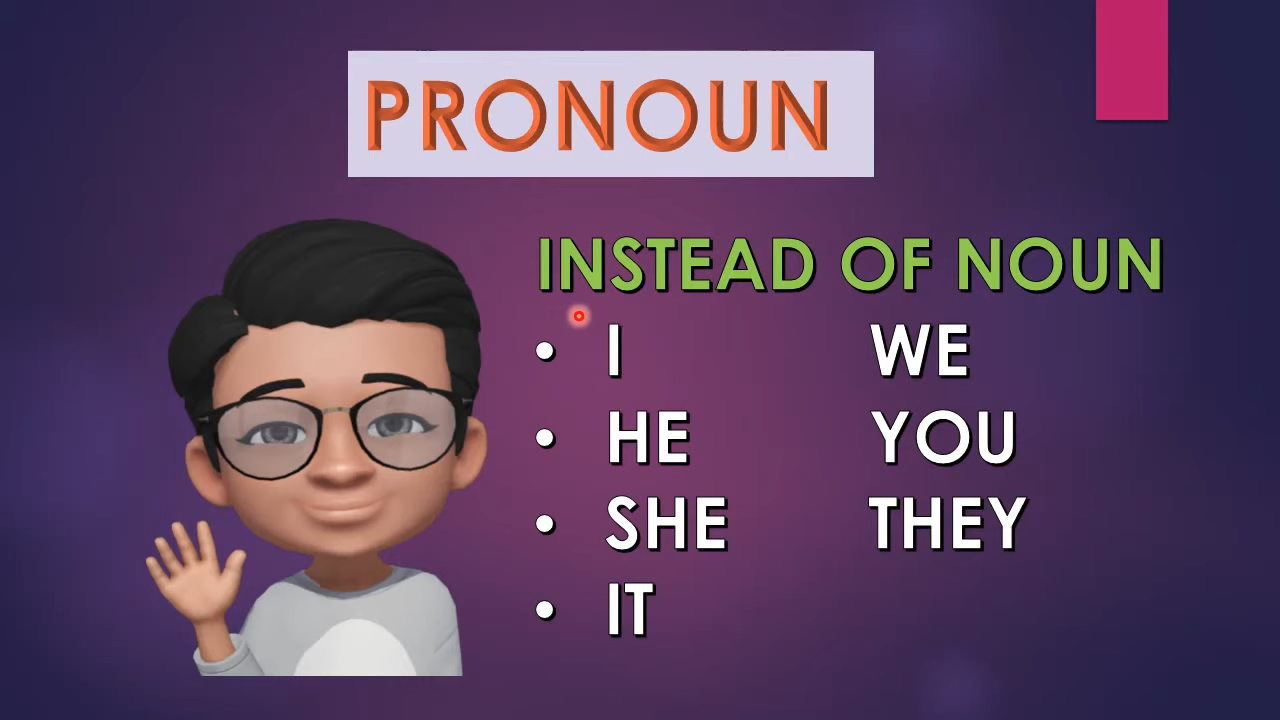 PRONOUN
INSTEAD OF NOUN
• I WE
• HE YOU
• SHE THEY
• IT